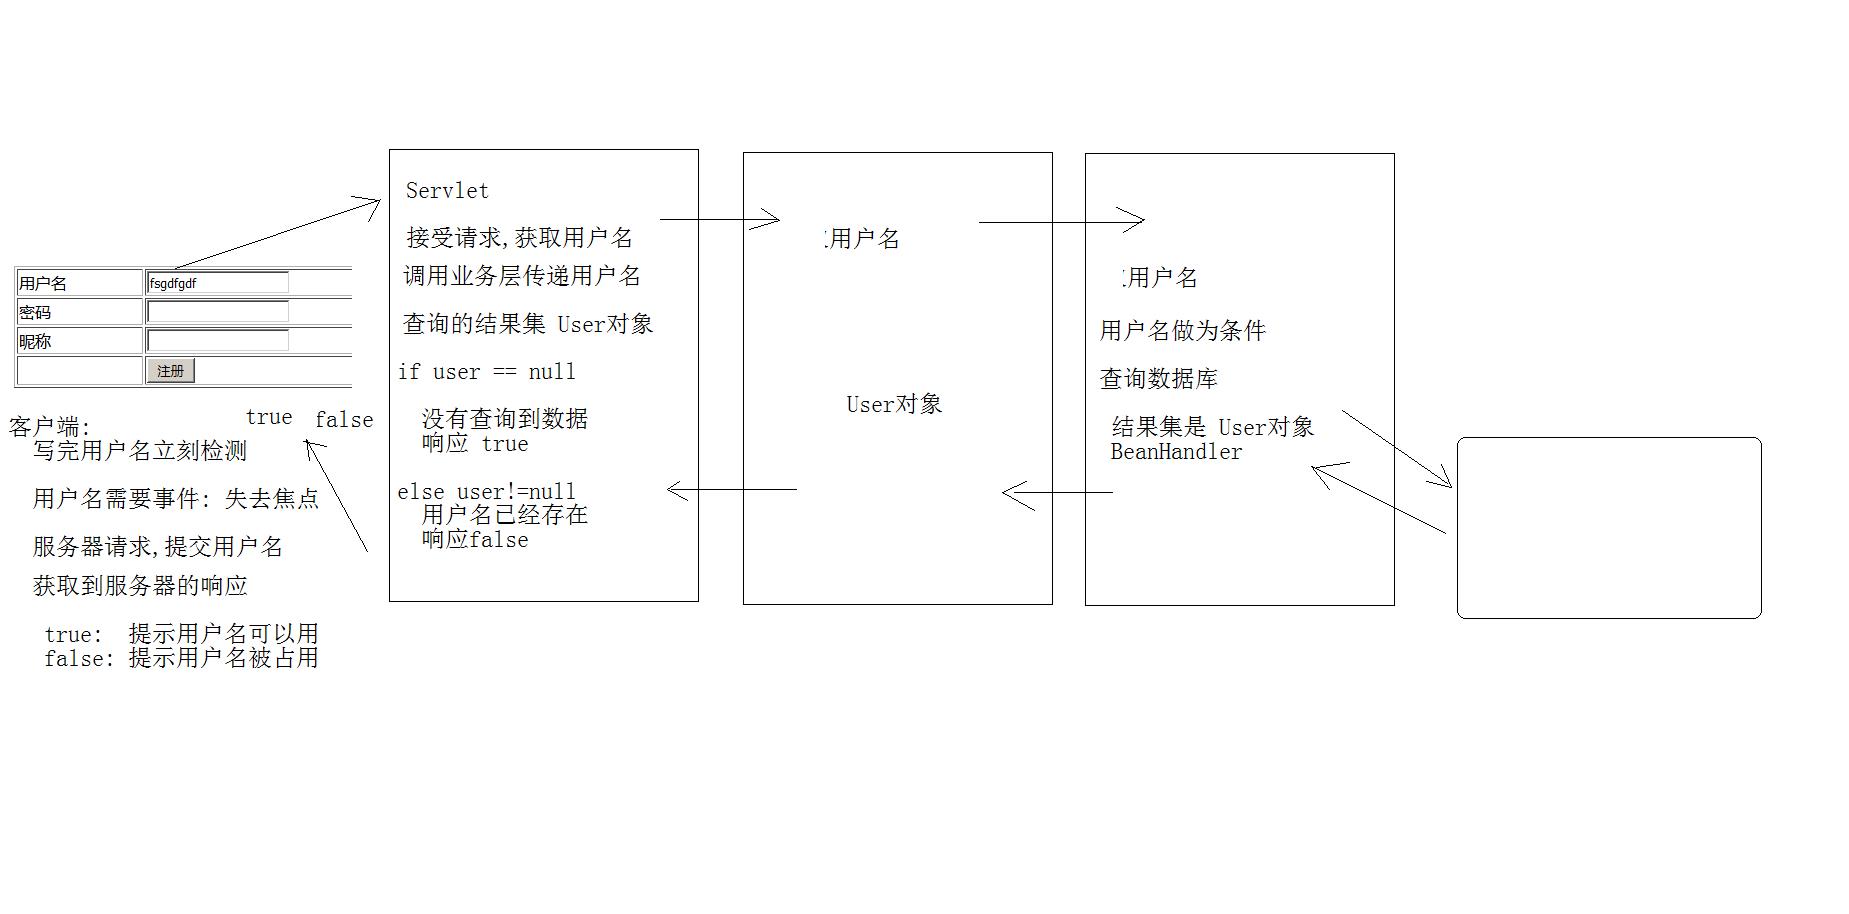 用户名 fsgdfgdf
密码
昵称
注册
true false
客户端:
写完用户名立刻检测
用户名需要事件: 失去焦点
服务器请求,提交用户名
获取到服务器的响应
true: 提示用户名可以用
false: 提示用户名被占用
Servlet
接受请求,获取用户名
调用业务层传递用户名
查询的结果集 User对象
if user == null
没有查询到数据
响应 true
else user!=null
用户名已经存在
响应false
用户名
User对象
用户名
用户名做为条件
查询数据库
结果集是 User对象
BeanHandler